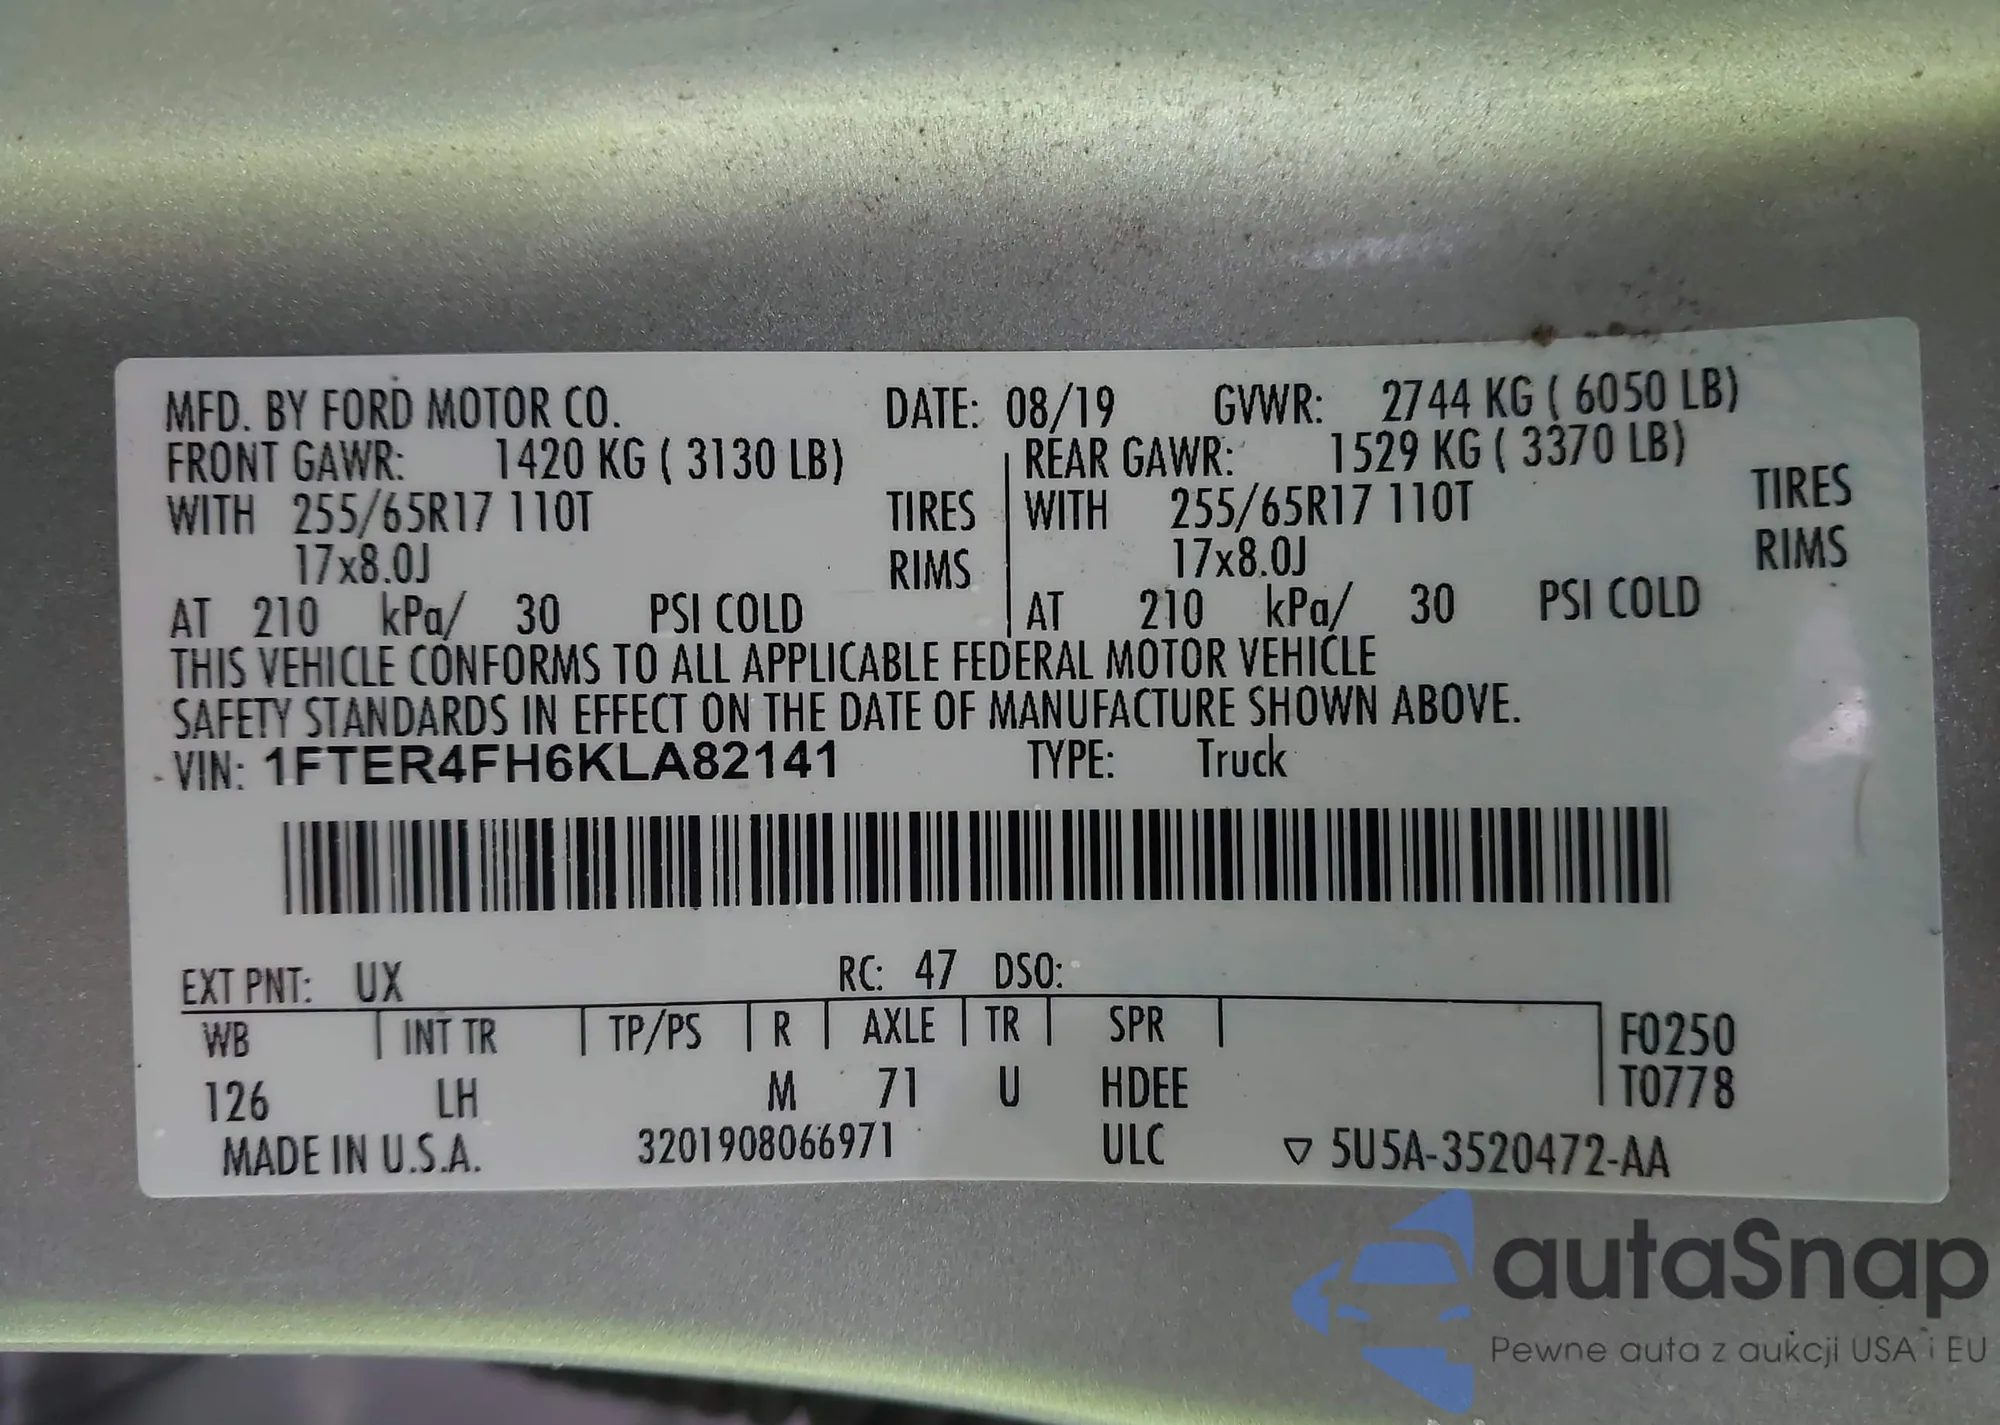 MFD. BY FORD MOTOR CO. DATE: 08/19 GVWR: 2744 KG ( 6050 LB)
FRONT GAWR: 1420 KG ( 3130 LB) REAR GAWR: 1529 KG ( 3370 LB)
WITH 255/65R17 110T TIRES WITH 255/65R17 110T TIRES
17x8.0J RIMS 17x8.0J RIMS
AT 210 kPa/ 30 PSI COLD AT 210 kPa/ 30 PSI COLD
THIS VEHICLE CONFORMS TO ALL APPLICABLE FEDERAL MOTOR VEHICLE
SAFETY STANDARDS IN EFFECT ON THE DATE OF MANUFACTURE SHOWN ABOVE.
VIN: 1FTER4FH6KLA82141 TYPE: Truck
EXT PNT: UX RC: 47 DSO:
WB INT TR TP/PS R AXLE TR SPR F0250
126 LH M 71 U HDEE T0778
MADE IN U.S.A. 3201908066971 ULC ▽ 5U5A-3520472-AA
autaSnap
Pewne auta z aukcji USA i EU